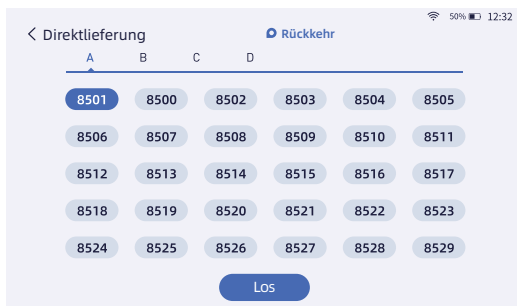 50% 12:32
Direktlieferung Rückkehr
A B C D
8501 8500 8502 8503 8504 8505
8506 8507 8508 8509 8510 8511
8512 8513 8514 8515 8516 8517
8518 8519 8520 8521 8522 8523
8524 8525 8526 8527 8528 8529
Los